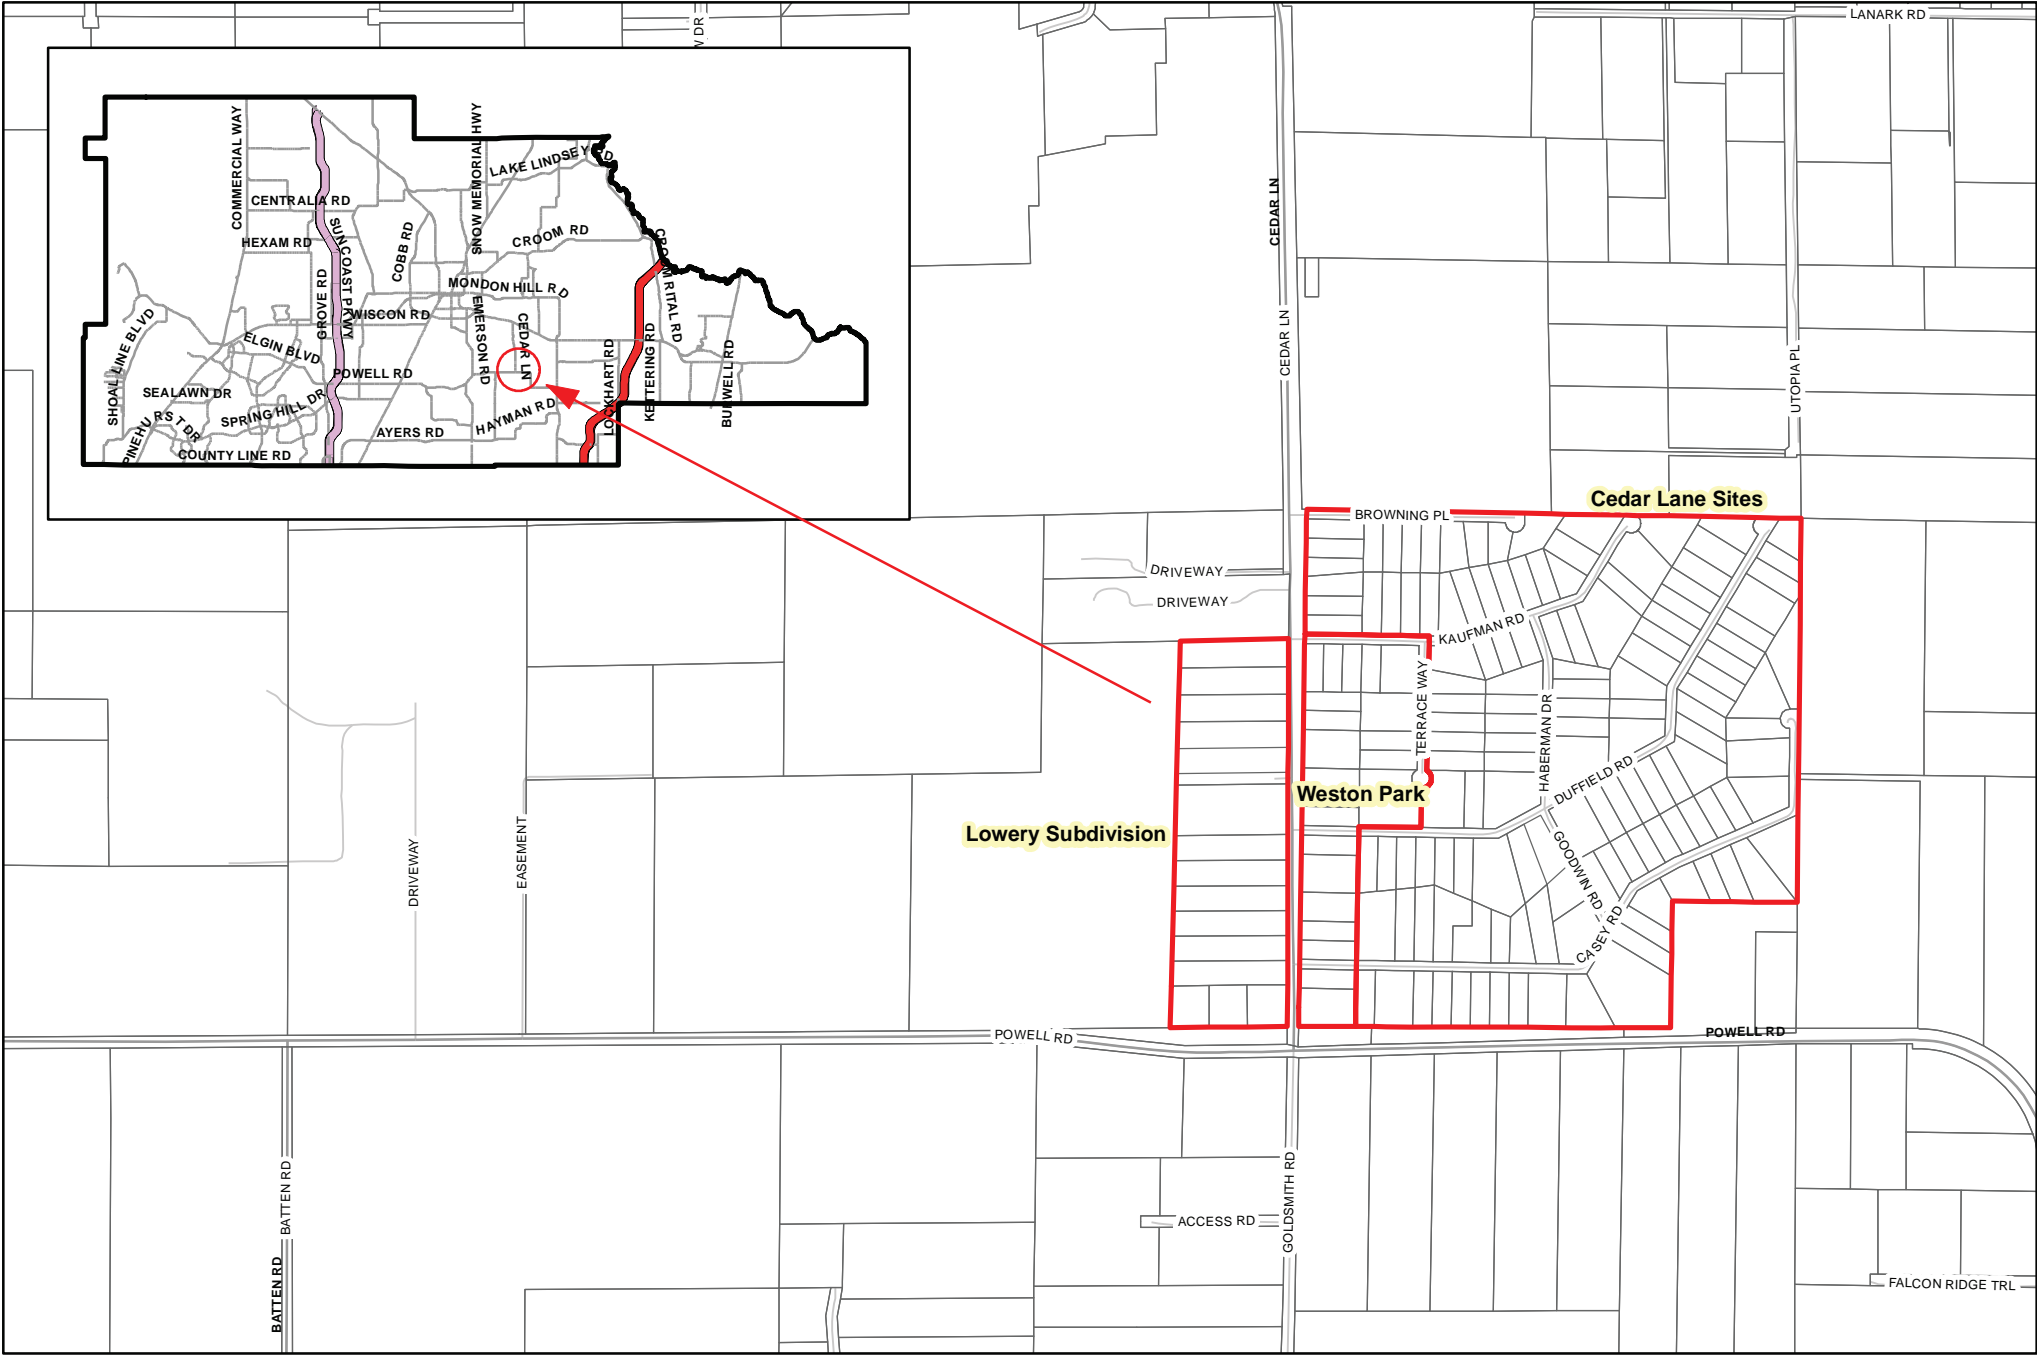 LANARK RD
W DR
COMMERCIAL WAY
SNOW MEMORIAL HWY
LAKE LINDSEY RD
CENTRALIA RD
HEXAM RD
SUNCOAST PKWY
COBB RD
CROOM RD
CROOM RITAL RD
GROVE RD
MONDON HILL RD
WISCON RD
EMERSON RD
CEDAR LN
SHOAL LINE BLVD
ELGIN BLVD
POWELL RD
LOCKHART RD
KETTERING RD
BURWELL RD
SEALAWN DR
SPRING HILL DR
HAYMAN RD
PINEHURST DR
AYERS RD
COUNTY LINE RD
CEDAR LN
CEDAR LN
UTOPIA PL
Cedar Lane Sites
BROWNING PL
DRIVEWAY
DRIVEWAY
KAUFMAN RD
TERRACE WAY
HABERMAN DR
DUFFIELD RD
Weston Park
Lowery Subdivision
GOODWIN RD
CASEY RD
DRIVEWAY
EASEMENT
POWELL RD
POWELL RD
BATTEN RD
BATTEN RD
GOLDSMITH RD
ACCESS RD
FALCON RIDGE TRL